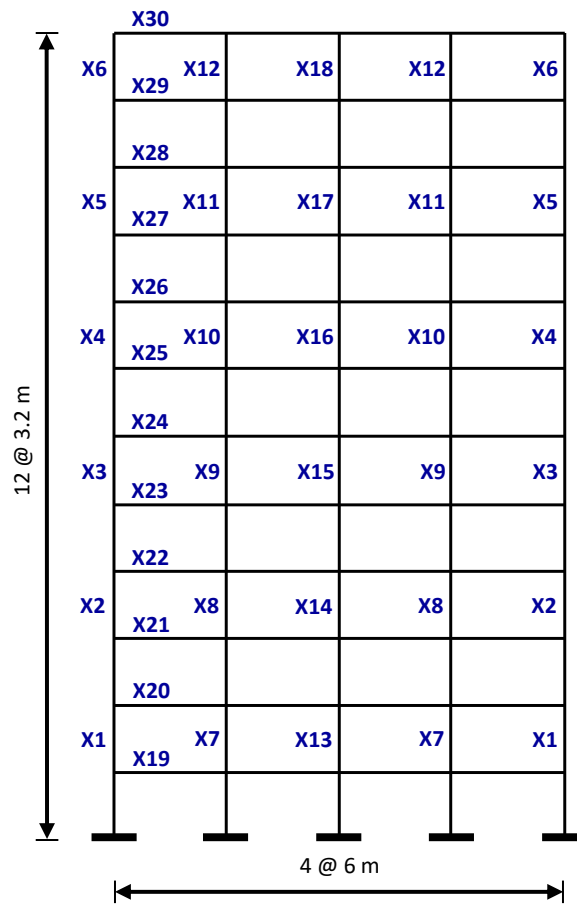 X30
X6 X12 X18 X12 X6
X29
X28
X5 X11 X17 X11 X5
X27
X26
X4 X10 X16 X10 X4
X25
X24
X3 X9 X15 X9 X3
X23
X22
X2 X8 X14 X8 X2
X21
X20
X1 X7 X13 X7 X1
X19
12 @ 3.2 m
4 @ 6 m